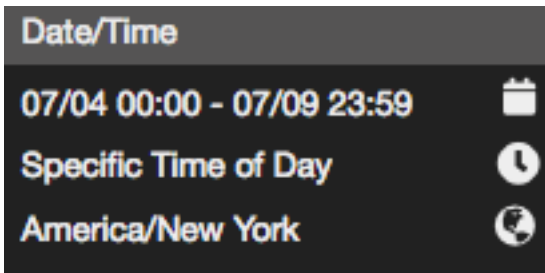 Date/Time
07/04 00:00 - 07/09 23:59
Specific Time of Day
America/New York